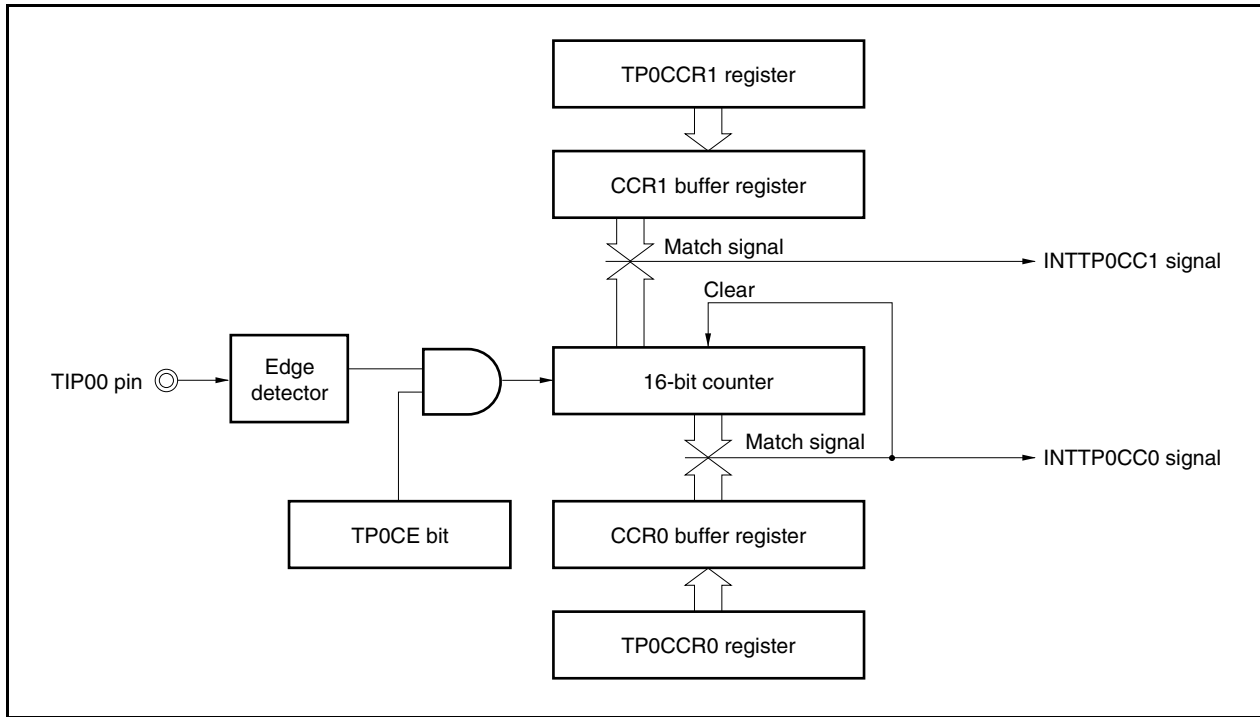 TP0CCR1 register
CCR1 buffer register
Match signal
INTTP0CC1 signal
Clear
TIP00 pin
Edge
detector
16-bit counter
Match signal
INTTP0CC0 signal
TP0CE bit
CCR0 buffer register
TP0CCR0 register